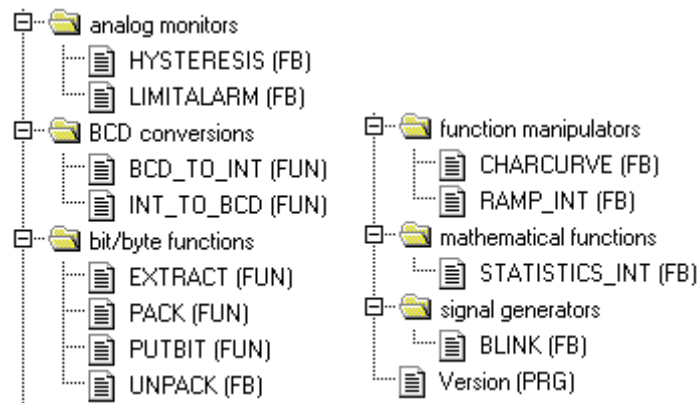 analog monitors
HYSTERESIS (FB)
LIMITALARM (FB)
BCD conversions
BCD_TO_INT (FUN)
INT_TO_BCD (FUN)
bit/byte functions
EXTRACT (FUN)
PACK (FUN)
PUTBIT (FUN)
UNPACK (FB)
function manipulators
CHARCURVE (FB)
RAMP_INT (FB)
mathematical functions
STATISTICS_INT (FB)
signal generators
BLINK (FB)
Version (PRG)